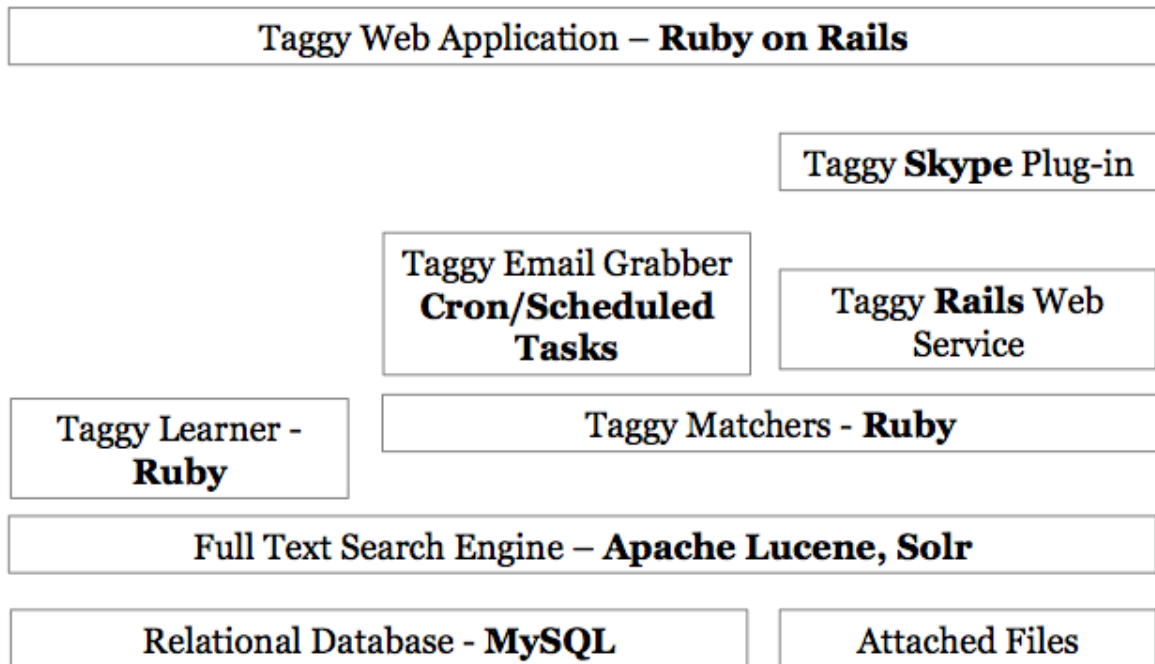 Taggy Web Application – Ruby on Rails
Taggy Skype Plug-in
Taggy Email Grabber
Cron/Scheduled
Tasks
Taggy Rails Web
Service
Taggy Learner -
Ruby
Taggy Matchers - Ruby
Full Text Search Engine – Apache Lucene, Solr
Relational Database - MySQL
Attached Files